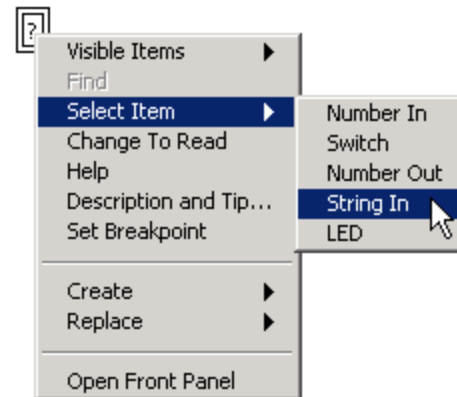 ?
Visible Items
Find
Select Item
Change To Read
Help
Description and Tip...
Set Breakpoint
Create
Replace
Open Front Panel
Number In
Switch
Number Out
String In
LED